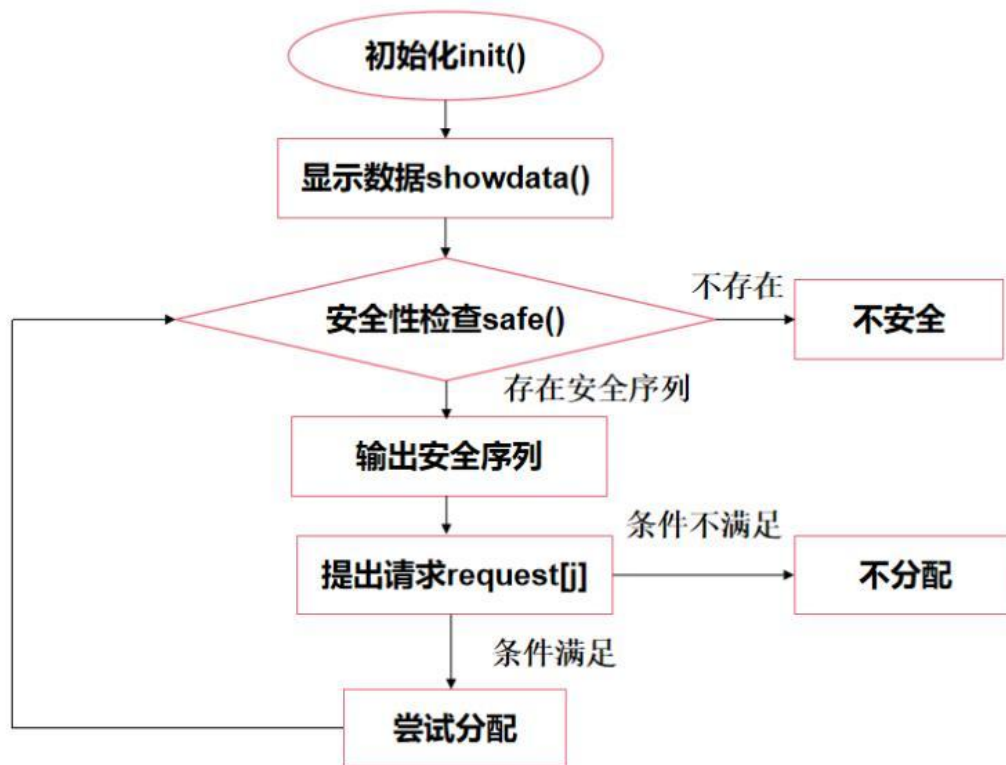 初始化init()
显示数据showdata()
不存在
安全性检查safe()
不安全
存在安全序列
输出安全序列
条件不满足
提出请求request[j]
不分配
条件满足
尝试分配